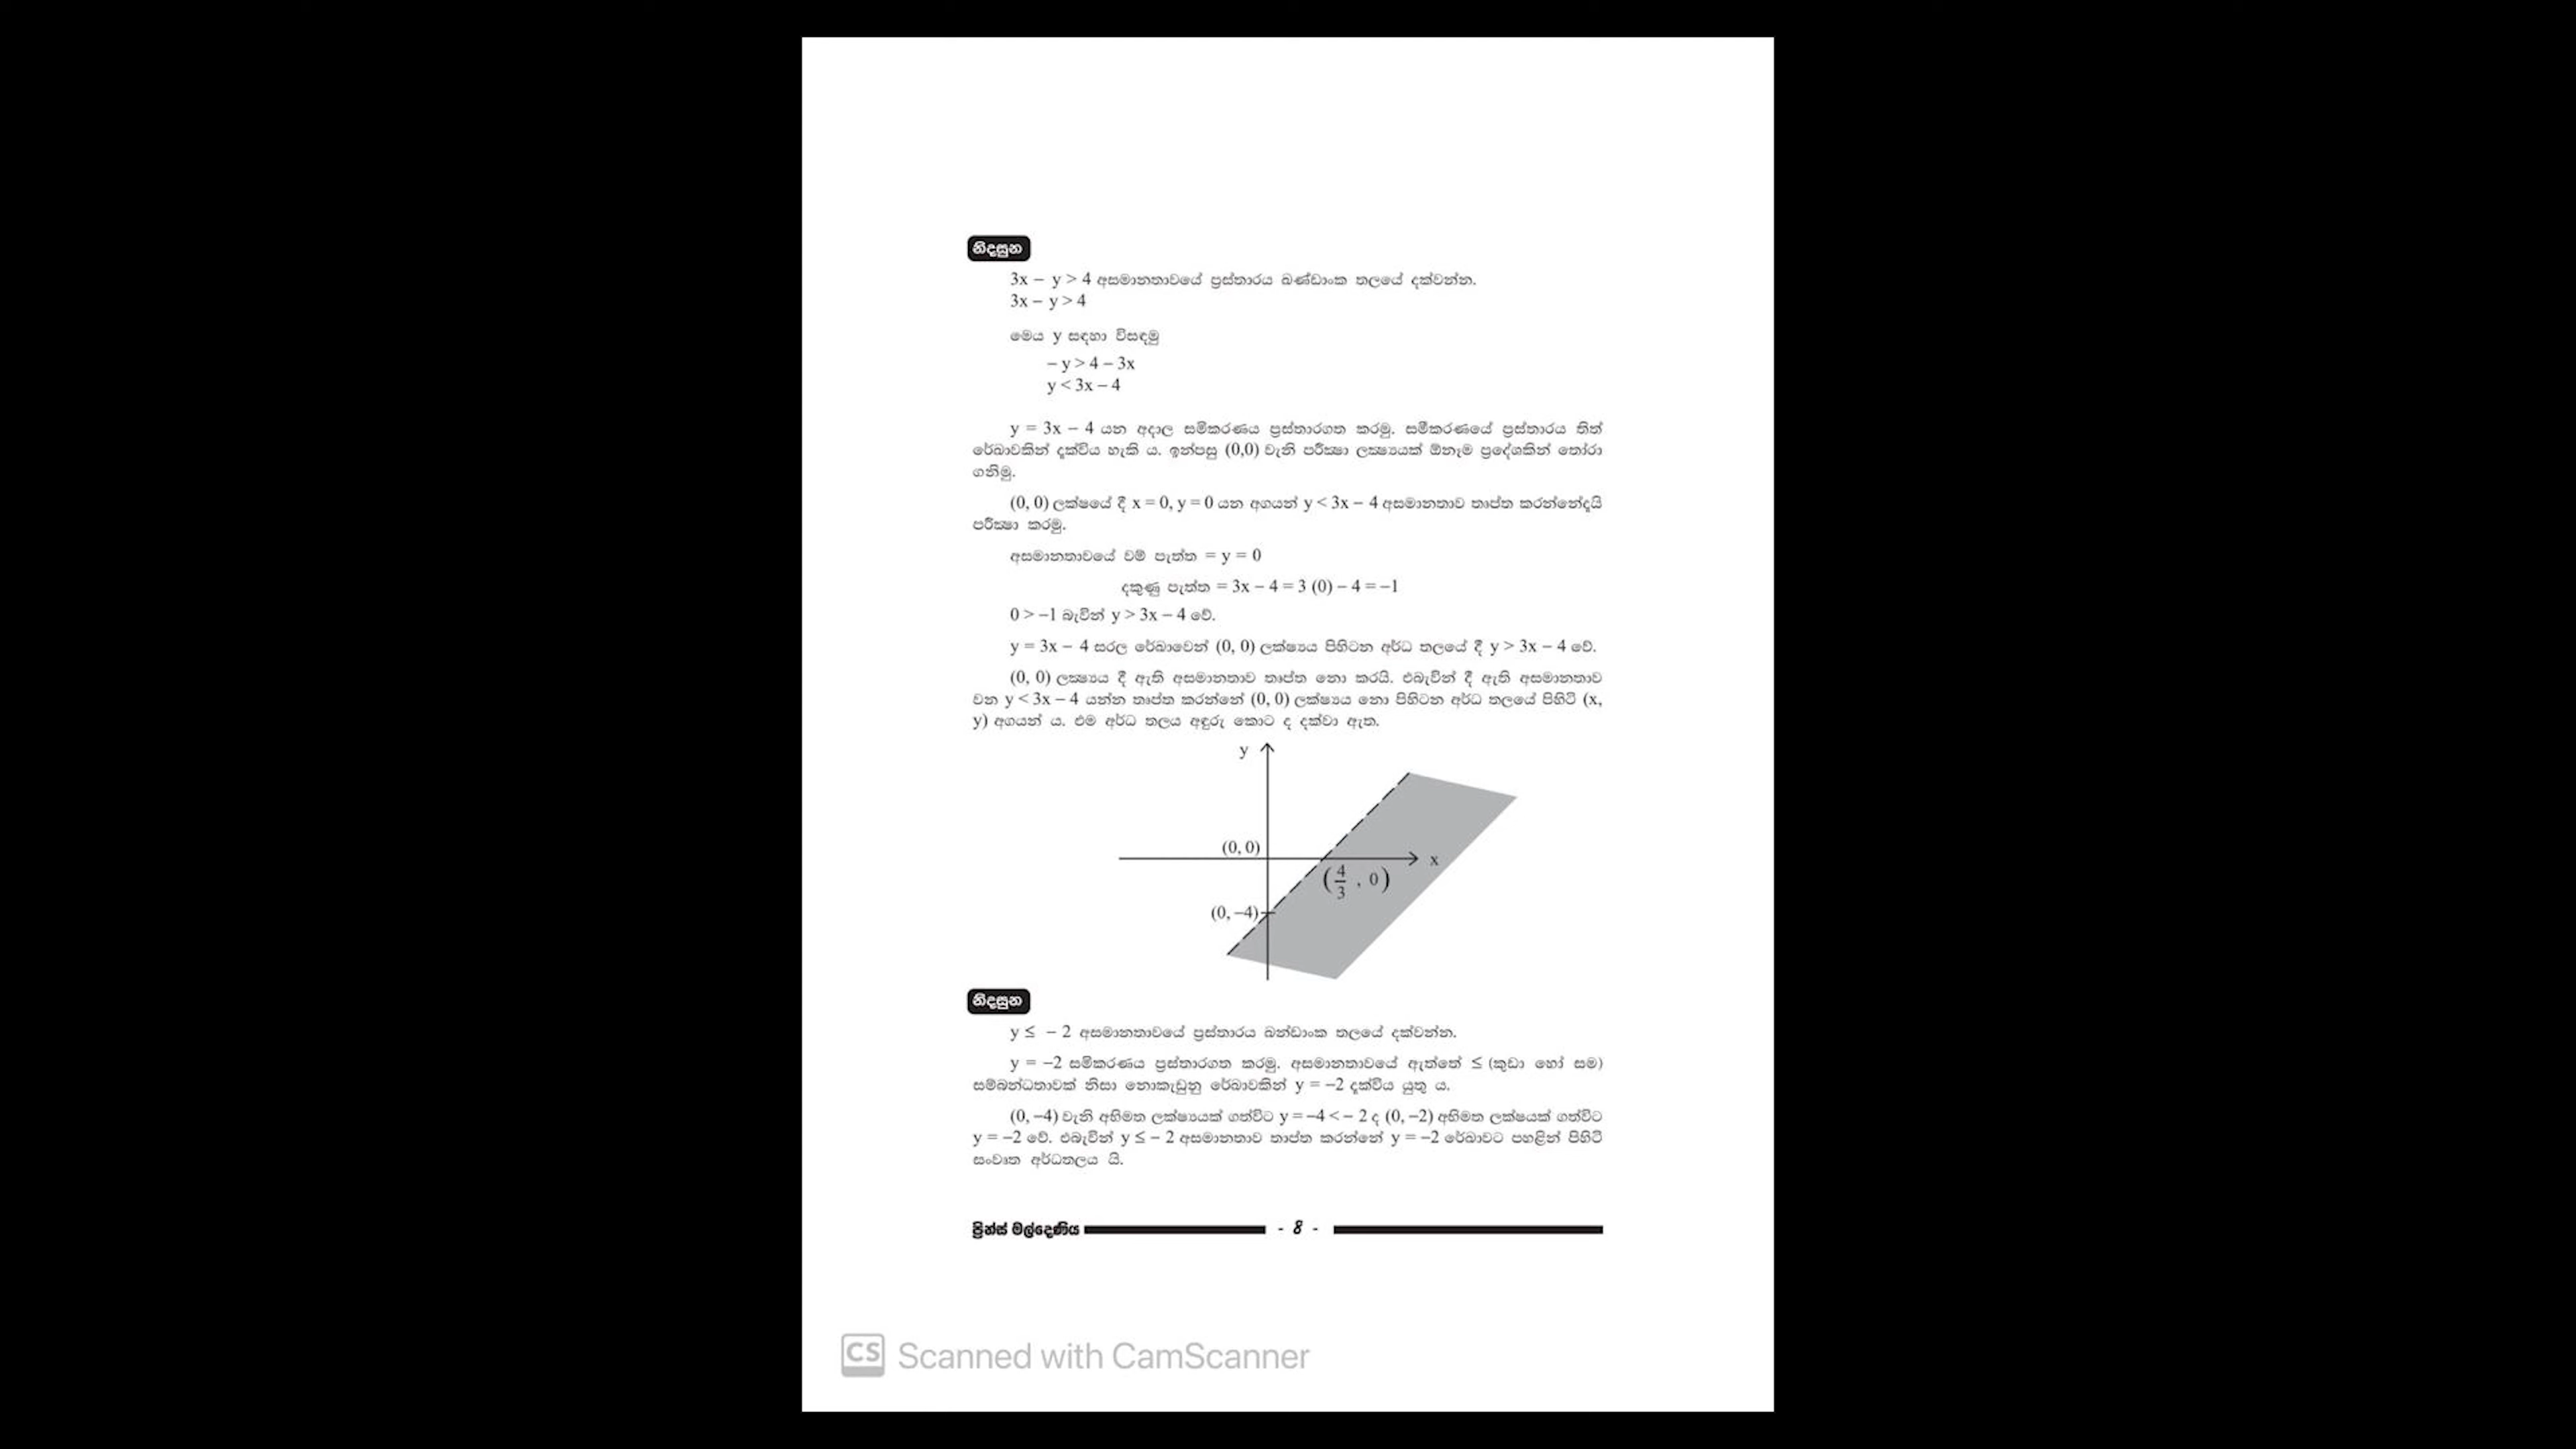 නිදසුන
3x – y > 4 අසමානතාවයේ ප්‍රස්තාරය ඛණ්ඩාංක තලයේ දක්වන්න.
3x – y > 4
මෙය y සඳහා විසඳමු
– y > 4 – 3x
y < 3x – 4
y = 3x – 4 යන අදාල සමිකරණය ප්‍රස්තාරගත කරමු. සමීකරණයේ ප්‍රස්තාරය තිත්
රේඛාවකින් දැක්විය හැකි ය. ඉන්පසු (0,0) වැනි පරීක්‍ෂා ලක්‍ෂ්‍යයක් ඕනෑම ප්‍රදේශකින් තෝරා
ගනිමු.
(0, 0) ලක්ෂයේ දී x = 0, y = 0 යන අගයන් y < 3x – 4 අසමානතාව තෘප්ත කරන්නේදැයි
පරීක්‍ෂා කරමු.
අසමානතාවයේ වම් පැත්ත = y = 0
දකුණු පැත්ත = 3x – 4 = 3 (0) – 4 = –1
0 > –1 බැවින් y > 3x – 4 වේ.
y = 3x – 4 සරල රේඛාවෙන් (0, 0) ලක්ෂ්‍යය පිහිටන අර්ධ තලයේ දී y > 3x – 4 වේ.
(0, 0) ලක්‍ෂ්‍යය දී ඇති අසමානතාව තෘප්ත නො කරයි. එබැවින් දී ඇති අසමානතාව
වන y < 3x – 4 යන්න තෘප්ත කරන්නේ (0, 0) ලක්ෂ්‍යය නො පිහිටන අර්ධ තලයේ පිහිටි (x,
y) අගයන් ය. එම අර්ධ තලය අඳුරු කොට ද දක්වා ඇත.
y
(0, 0)
x
(4/3 , 0)
(0, –4)
නිදසුන
y ≤ – 2 අසමානතාවයේ ප්‍රස්තාරය ඛන්ඩාංක තලයේ දක්වන්න.
y = –2 සමිකරණය ප්‍රස්තාරගත කරමු. අසමානතාවයේ ඇත්තේ ≤ (කුඩා හෝ සම)
සම්බන්ධතාවක් නිසා නොකැඩුනු රේඛාවකින් y = –2 දැක්විය යුතු ය.
(0, –4) වැනි අභිමත ලක්ෂ්‍යයක් ගත්විට y = –4 < – 2 ද (0, –2) අභිමත ලක්ෂයක් ගත්විට
y = –2 වේ. එබැවින් y ≤ – 2 අසමානතාව තෘප්ත කරන්නේ y = –2 රේඛාවට පහළින් පිහිටි
සංවෘත අර්ධතලය යි.
ප්‍රින්ස් මල්දෙණිය - 8 -
CS Scanned with CamScanner